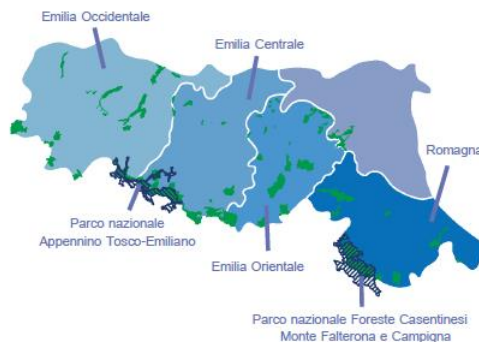 Emilia Occidentale
Emilia Centrale
Romagna
Parco nazionale
Appennino Tosco-Emiliano
Emilia Orientale
Parco nazionale Foreste Casentinesi
Monte Falterona e Campigna